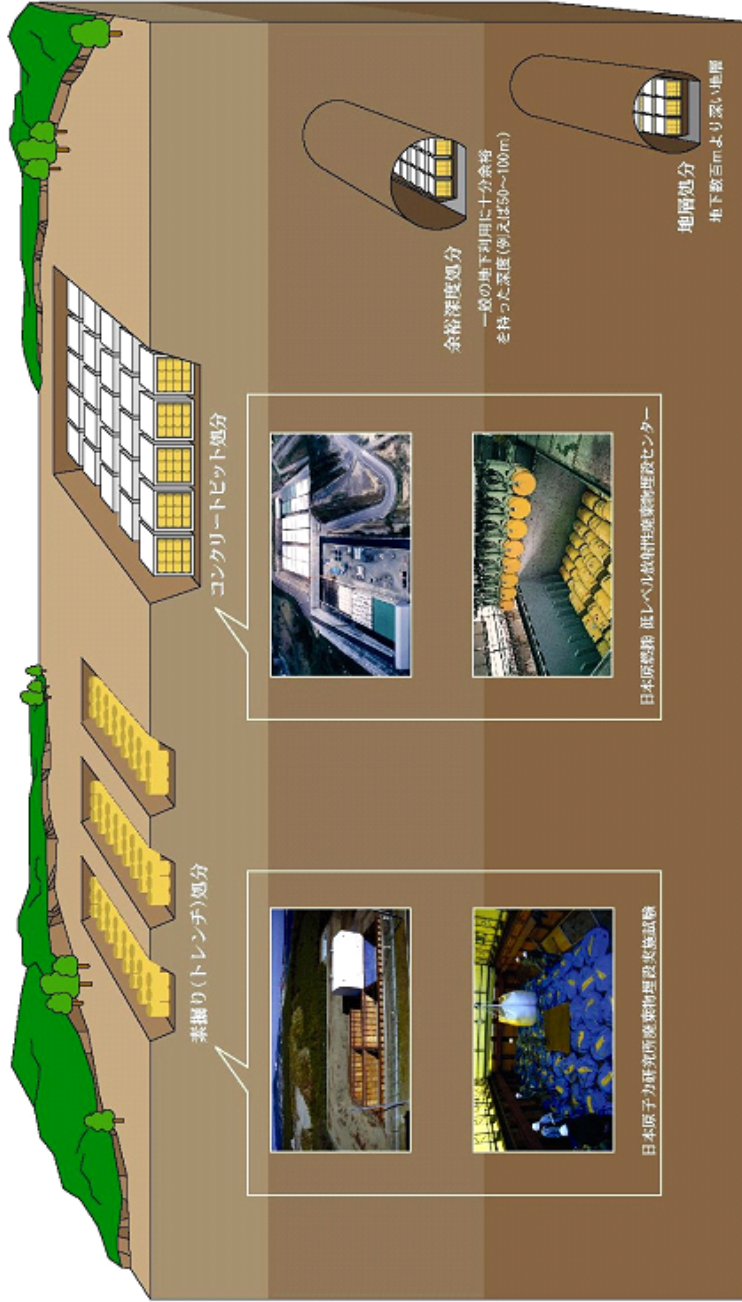 素掘り(トレンチ)処分
コンクリートピット処分
余裕深度処分
一般の地下利用に十分余裕
を持った深度(例えば50〜100m)
地層処分
地下数百mより深い地層
日本原子力研究所廃棄物埋設実施試験
日本原燃㈱ 低レベル放射性廃棄物埋設センター